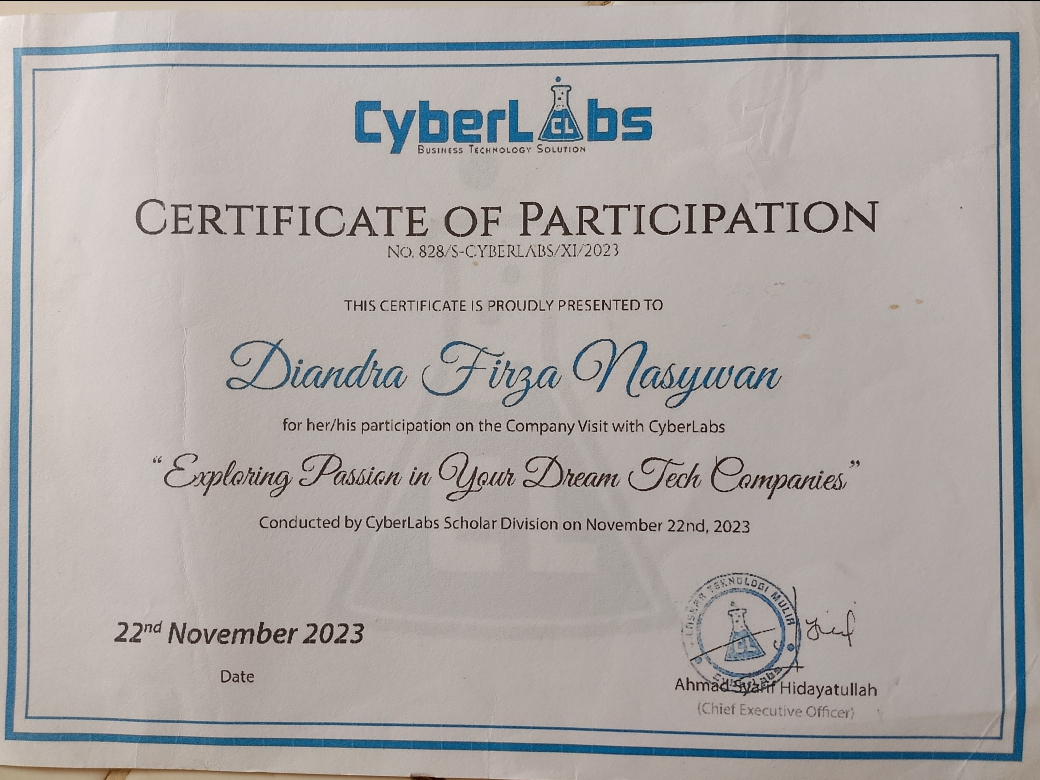 CyberLabs
Business Technology Solution
Certificate of Participation
No. 828/S-CYBERLABS/XI/2023
THIS CERTIFICATE IS PROUDLY PRESENTED TO
Diandra Firza Nasywan
for her/his participation on the Company Visit with CyberLabs
“Exploring Passion in Your Dream Tech Companies”
Conducted by CyberLabs Scholar Division on November 22nd, 2023
TEKNOLOGI MULIA
CL
CyberLabs
22nd November 2023
Ahmad Syarif Hidayatullah
Date
(Chief Executive Officer)